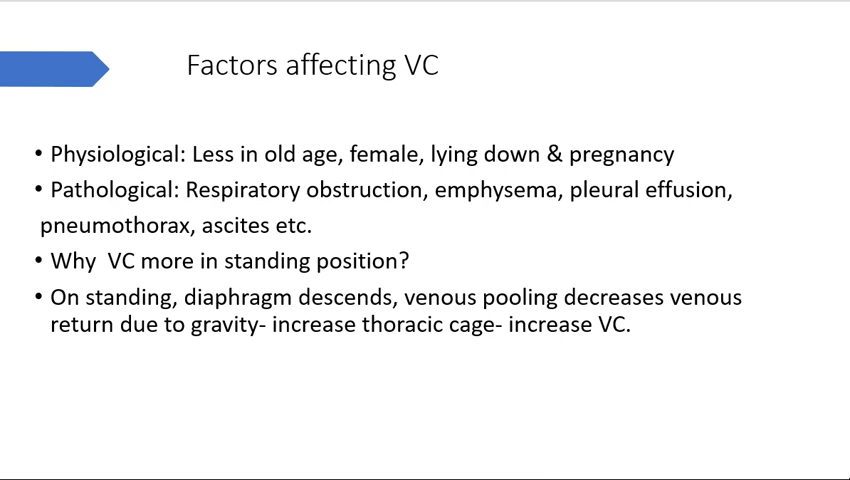 Factors affecting VC
• Physiological: Less in old age, female, lying down & pregnancy
• Pathological: Respiratory obstruction, emphysema, pleural effusion,
pneumothorax, ascites etc.
• Why  VC more in standing position?
• On standing, diaphragm descends, venous pooling decreases venous
return due to gravity- increase thoracic cage- increase VC.